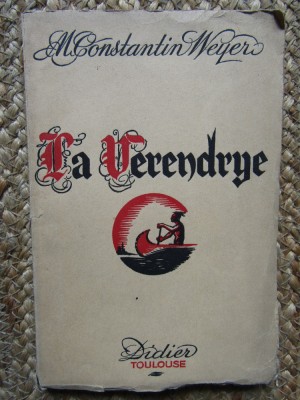 M. Constantin-Weyer
La Verendrye
Didier
TOULOUSE